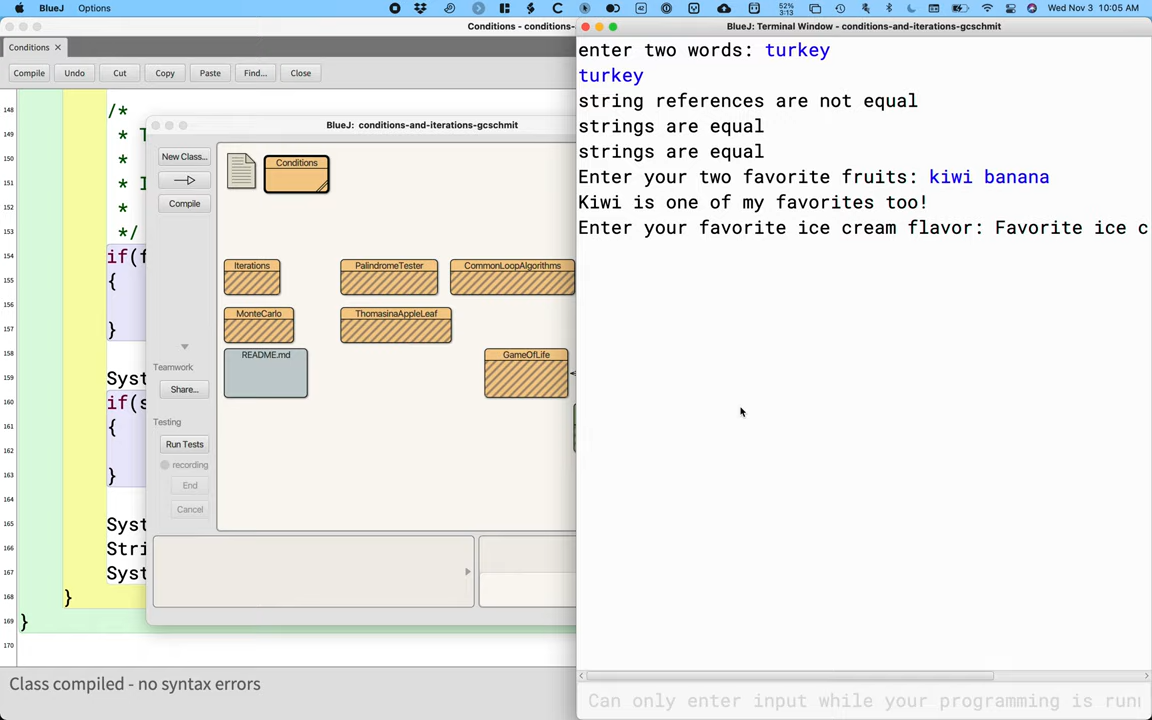 BlueJ Options
52%
3:13
Wed Nov 3 10:05 AM
Conditions - conditions-
Conditions ×
Compile Undo Cut Copy Paste Find... Close
148 /*
149 * T
150 *
151 * I
152 *
153 */
154 if(f
155 {
156
157 }
158
159 Syst
160 if(s
161 {
162
163 }
164
165 Syst
166 Stri
167 Syst
168 }
169 }
170
Class compiled - no syntax errors
BlueJ: conditions-and-iterations-gcschmit
New Class...
Compile
Teamwork
Share...
Testing
Run Tests
recording
End
Cancel
Conditions
Iterations
PalindromeTester
CommonLoopAlgorithms
MonteCarlo
ThomasinaAppleLeaf
README.md
GameOfLife
BlueJ: Terminal Window - conditions-and-iterations-gcschmit
enter two words: turkey
turkey
string references are not equal
strings are equal
strings are equal
Enter your two favorite fruits: kiwi banana
Kiwi is one of my favorites too!
Enter your favorite ice cream flavor: Favorite ice c
Can only enter input while your programming is runn